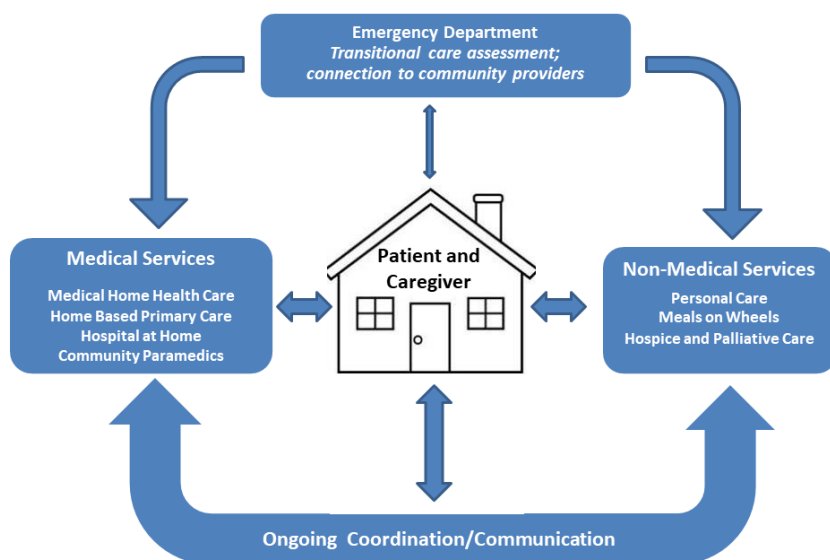 Emergency Department
Transitional care assessment;
connection to community providers
Medical Services
Medical Home Health Care
Home Based Primary Care
Hospital at Home
Community Paramedics
Patient and
Caregiver
Non-Medical Services
Personal Care
Meals on Wheels
Hospice and Palliative Care
Ongoing Coordination/Communication